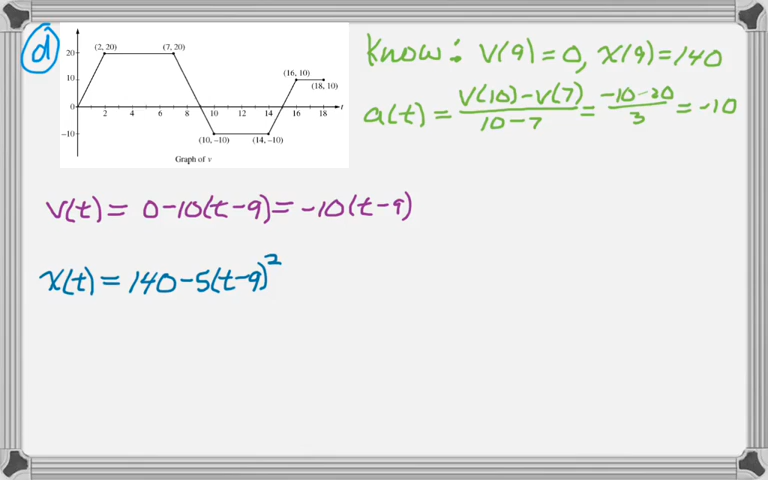 d
(2, 20) (7, 20)
20
(16, 10)
10
(18, 10)
0 2 4 6 8 10 12 14 16 18 t
-10
(10, -10) (14, -10)
Graph of v
Know: v(9) = 0, x(9) = 140
a(t) = v(10) - v(7) / 10 - 7 = -10 - 20 / 3 = -10
v(t) = 0 - 10(t - 9) = -10(t - 9)
x(t) = 140 - 5(t - 9)²